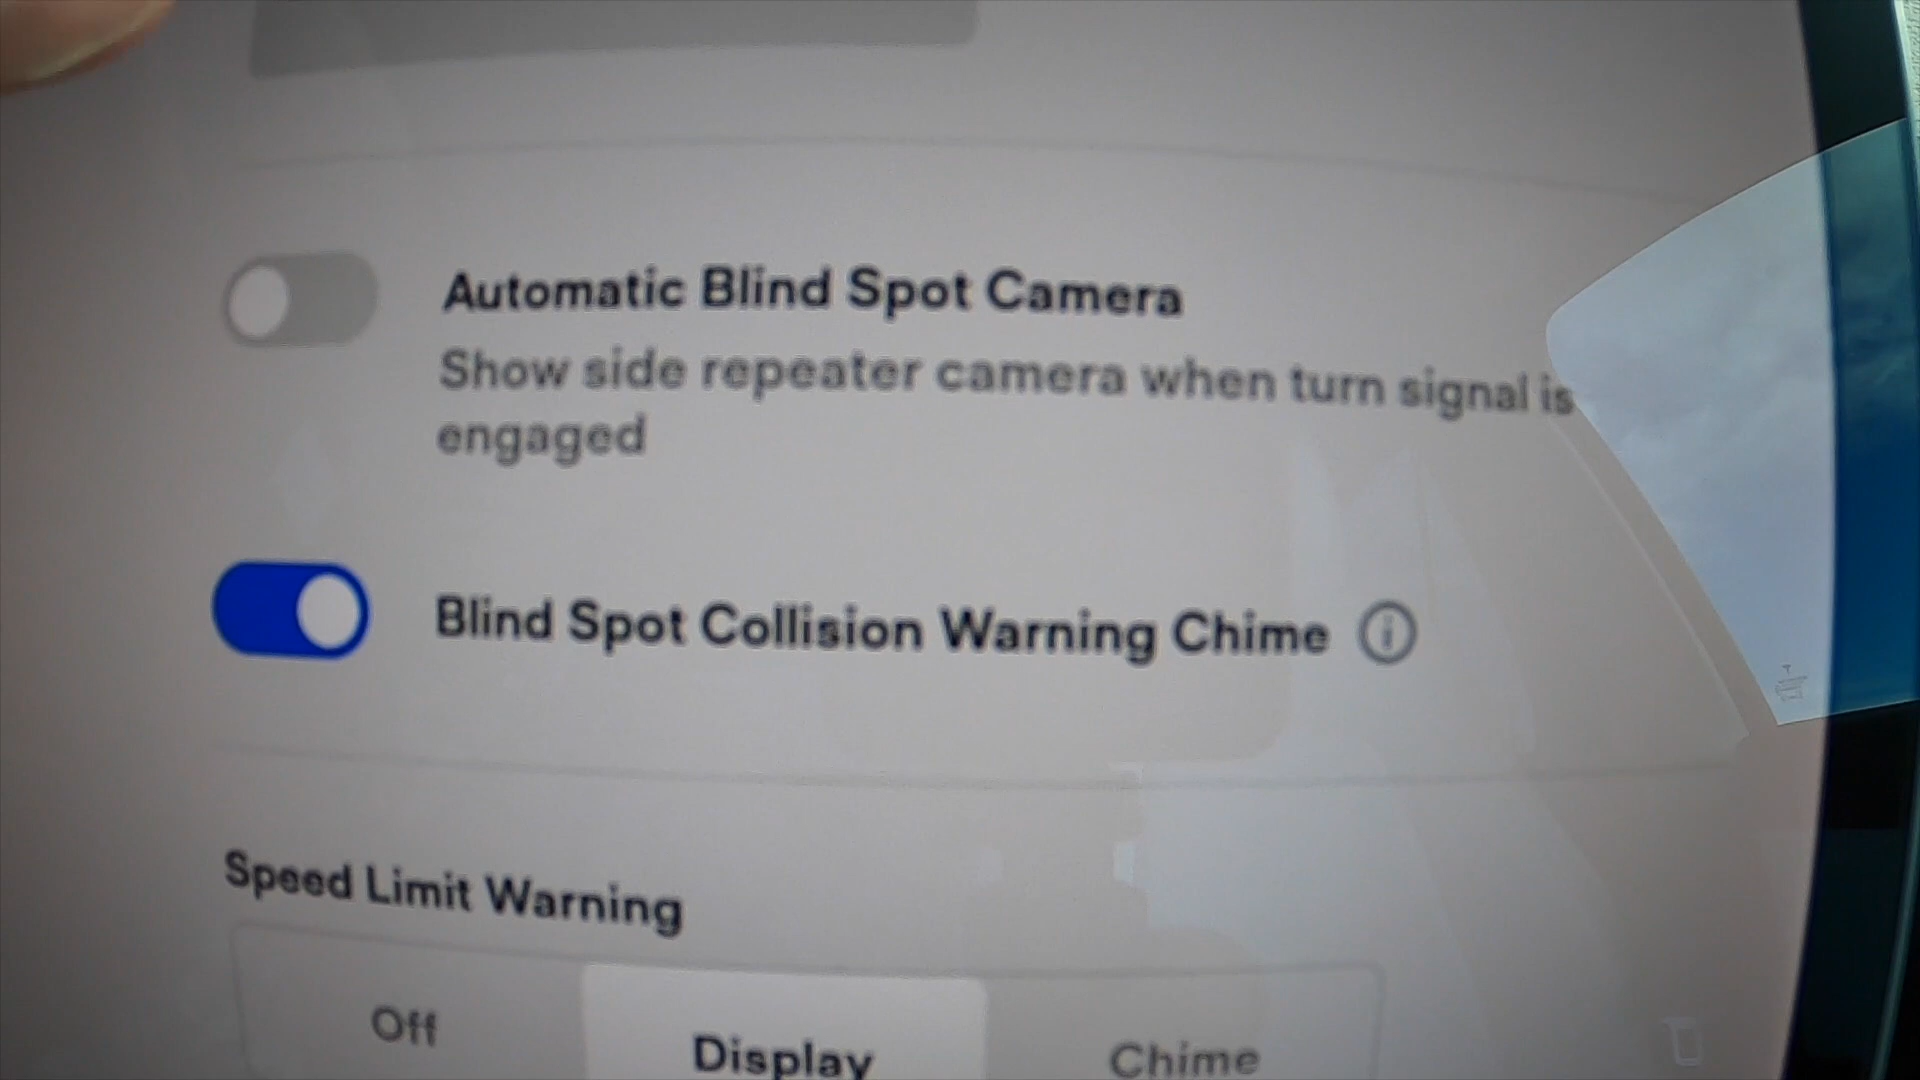 Automatic Blind Spot Camera
Show side repeater camera when turn signal is
engaged
Blind Spot Collision Warning Chime
Speed Limit Warning
Off
Display
Chime